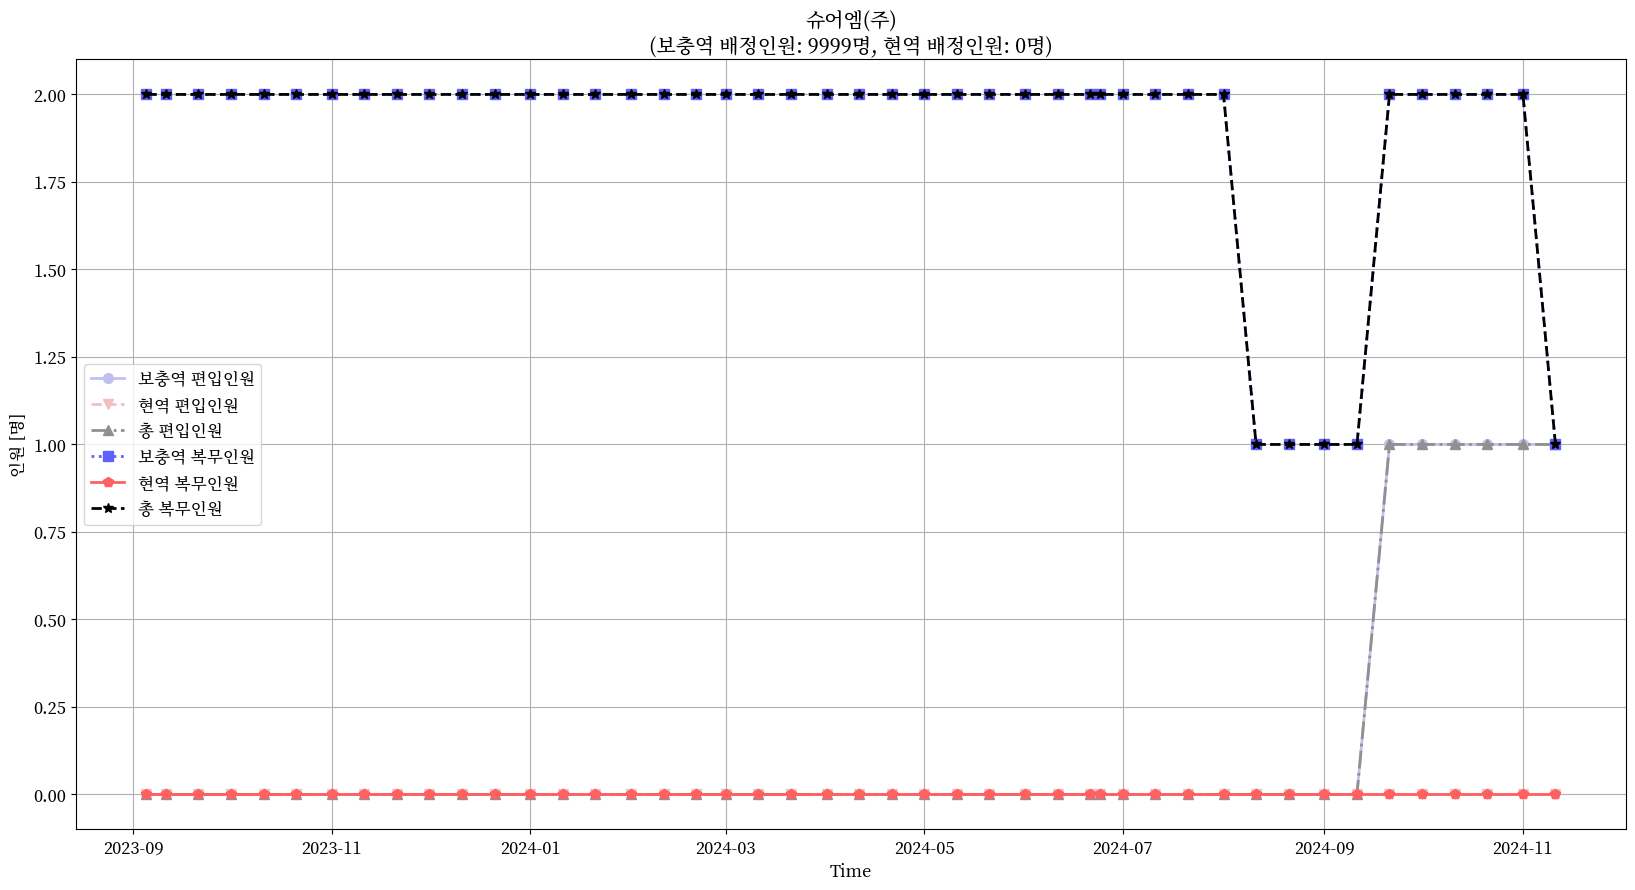 슈어엠(주)
(보충역 배정인원: 9999명, 현역 배정인원: 0명)
2.00
1.75
1.50
1.25
1.00
0.75
0.50
0.25
0.00
인원 [명]
보충역 편입인원
현역 편입인원
총 편입인원
보충역 복무인원
현역 복무인원
총 복무인원
2023-09
2023-11
2024-01
2024-03
2024-05
2024-07
2024-09
2024-11
Time